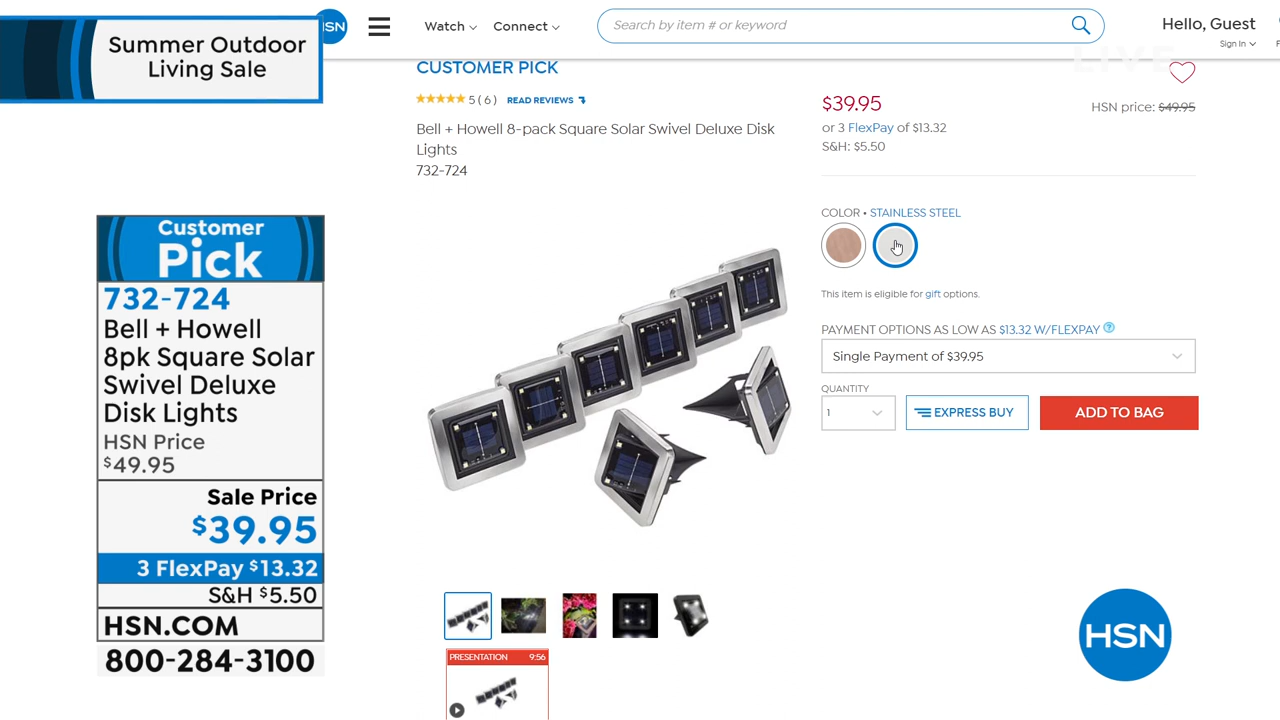 Summer Outdoor
Living Sale
HSN
Watch
Connect
Search by item # or keyword
Hello, Guest
Sign In
LIVE
CUSTOMER PICK
5 ( 6 )
READ REVIEWS
Bell + Howell 8-pack Square Solar Swivel Deluxe Disk
Lights
732-724
$39.95
HSN price: $49.95
or 3 FlexPay of $13.32
S&H: $5.50
COLOR • STAINLESS STEEL
This item is eligible for gift options.
PAYMENT OPTIONS AS LOW AS $13.32 W/FLEXPAY ?
Single Payment of $39.95
QUANTITY
1
EXPRESS BUY
ADD TO BAG
Customer
Pick
732-724
Bell + Howell
8pk Square Solar
Swivel Deluxe
Disk Lights
HSN Price
$49.95
Sale Price
$39.95
3 FlexPay $13.32
S&H $5.50
HSN.COM
800-284-3100
PRESENTATION 9:56
HSN